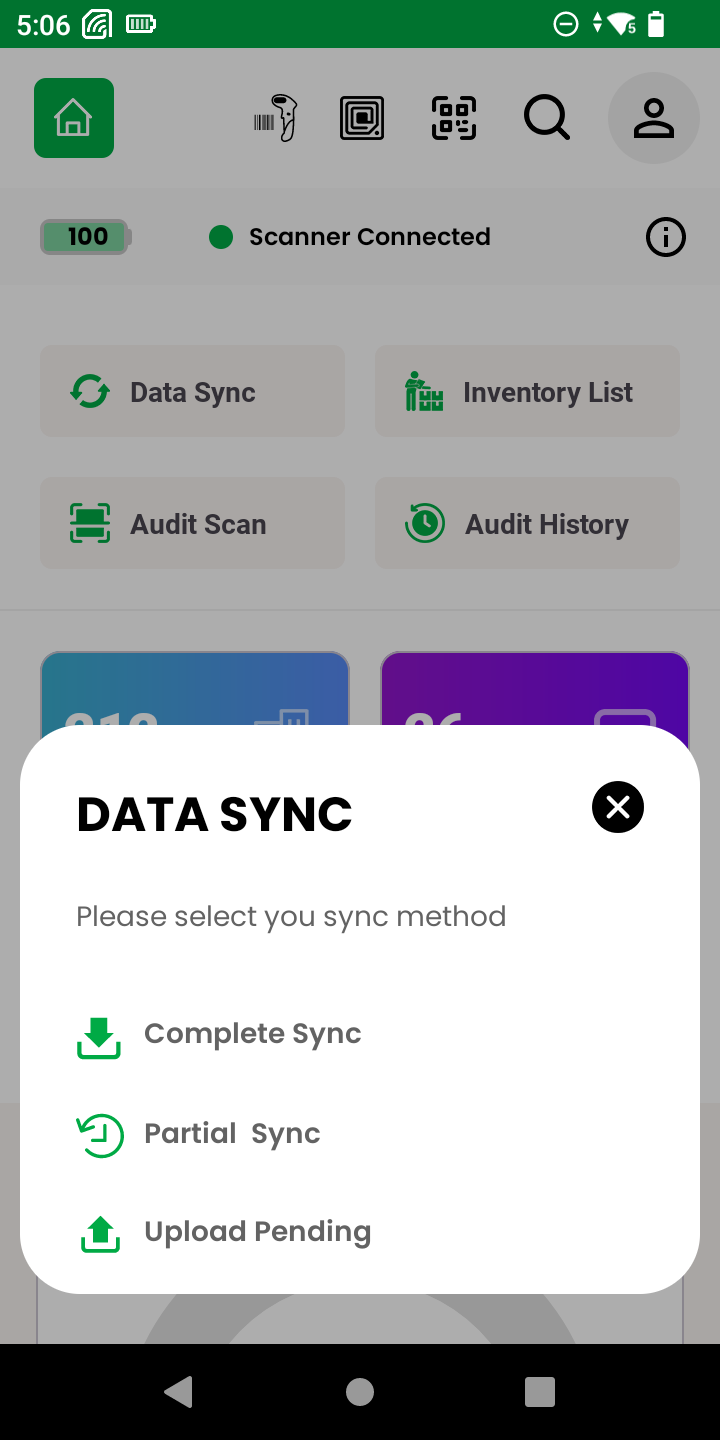 5:06
5
100
Scanner Connected
Data Sync
Inventory List
Audit Scan
Audit History
DATA SYNC
Please select you sync method
Complete Sync
Partial Sync
Upload Pending